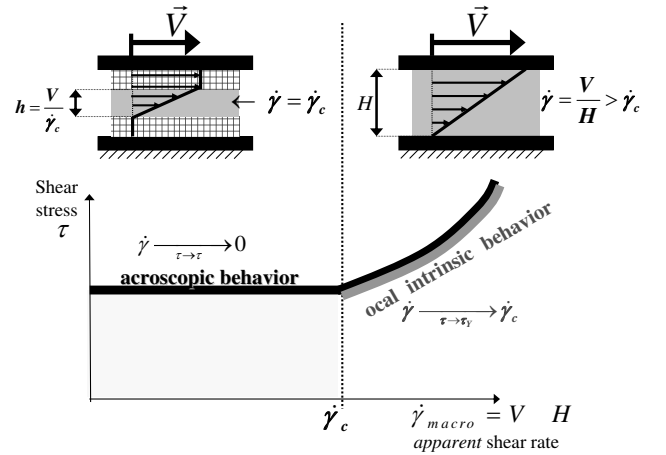 V⃗
V⃗
h = V / γ̇c
γ̇ = γ̇c
H
γ̇ = V / H > γ̇c
Shear
stress
τ
γ̇ ⟶ 0
τ→τ
acroscopic behavior
ocal intrinsic behavior
γ̇ ⟶ γ̇c
τ→τY
γ̇c
γ̇macro = V H
apparent shear rate